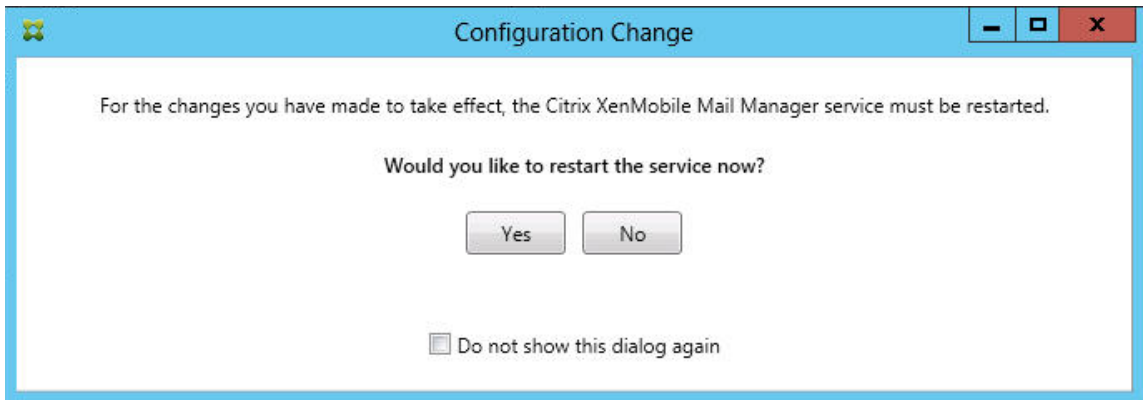 Configuration Change
For the changes you have made to take effect, the Citrix XenMobile Mail Manager service must be restarted.
Would you like to restart the service now?
Yes No
Do not show this dialog again